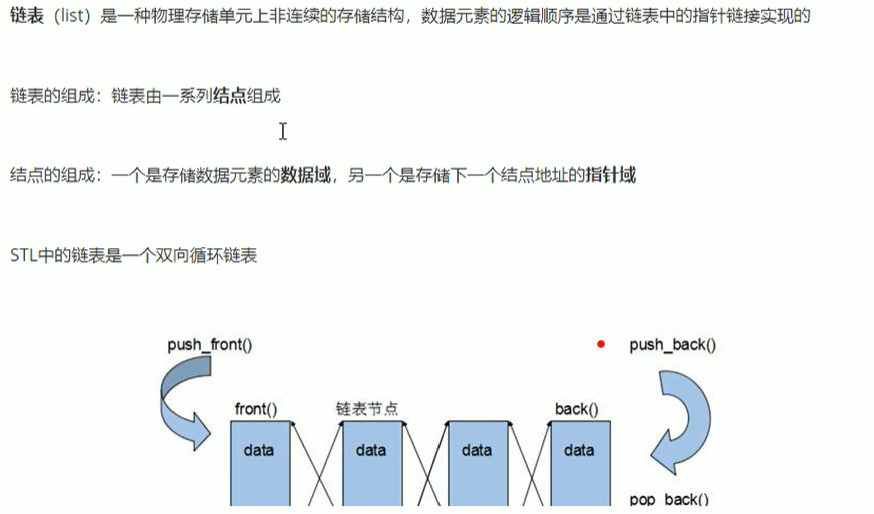 链表（list）是一种物理存储单元上非连续的存储结构，数据元素的逻辑顺序是通过链表中的指针链接实现的
链表的组成：链表由一系列结点组成
结点的组成：一个是存储数据元素的数据域，另一个是存储下一个结点地址的指针域
STL中的链表是一个双向循环链表
push_front() push_back()
front() 链表节点 back()
data data data data
pop_back()